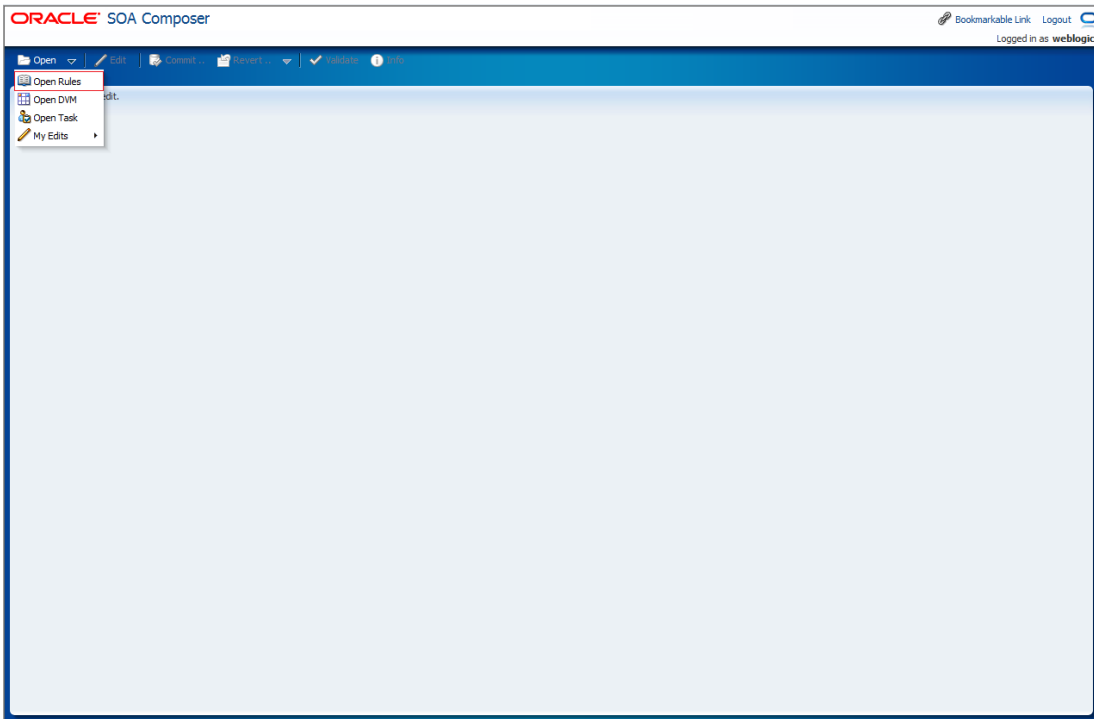 ORACLE SOA Composer
Bookmarkable Link Logout
Logged in as weblogic
Open Edit Commit .. Revert .. Validate Info
Open Rules
Open DVM
edit.
Open Task
My Edits